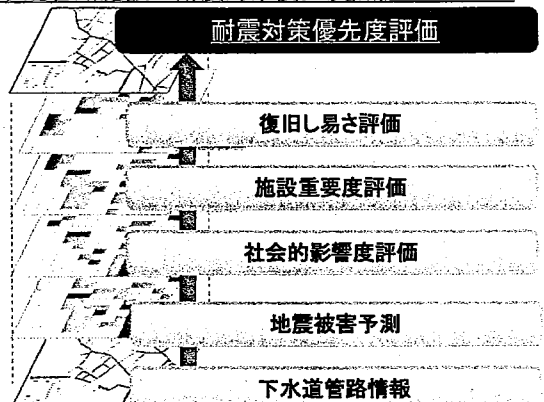 耐震対策優先度評価
復旧し易さ評価
施設重要度評価
社会的影響度評価
地震被害予測
下水道管路情報